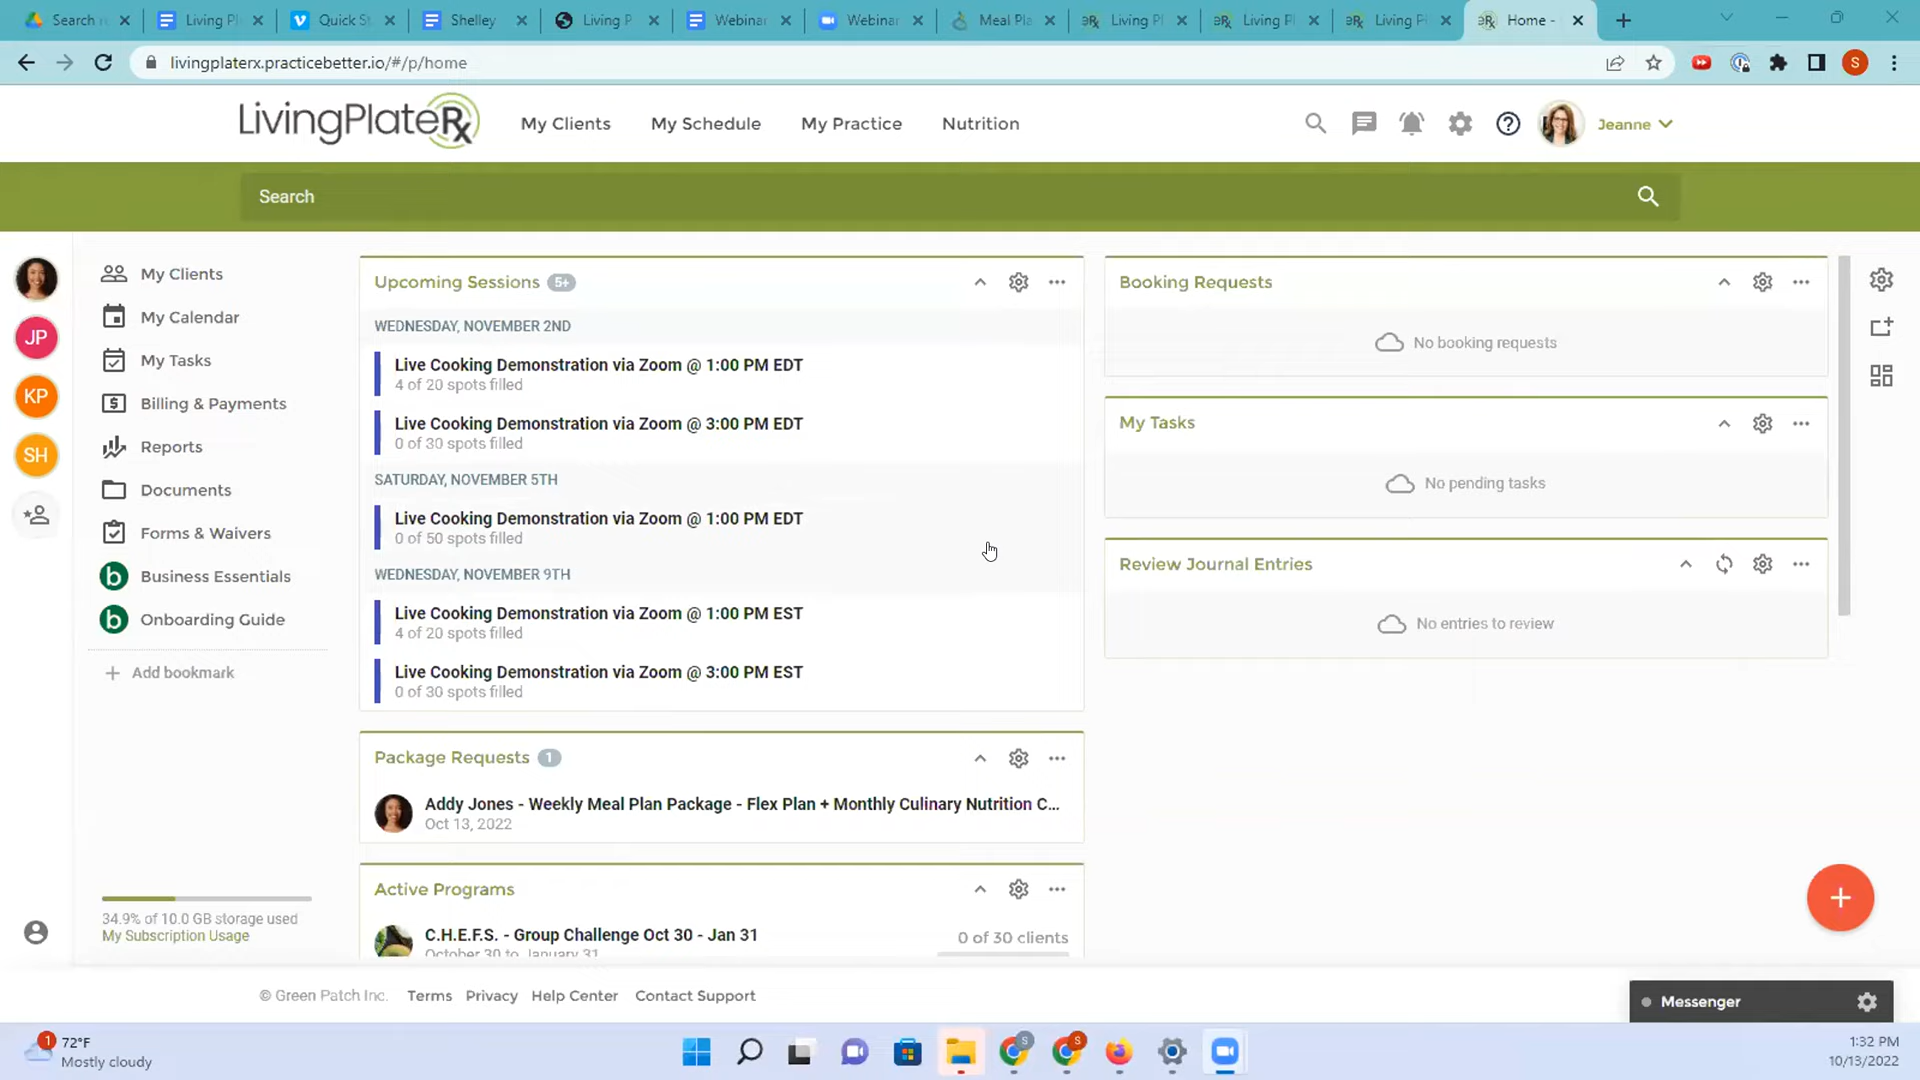 Search r
Living Pl
Quick St
Shelley
Living P
Webinar
Webinar
Meal Pla
Living Pl
Living Pl
Living Pl
Home -
livingplaterx.practicebetter.io/#/p/home
S
LivingPlateRx
My Clients
My Schedule
My Practice
Nutrition
Jeanne
Search
JP
KP
SH
My Clients
My Calendar
My Tasks
Billing & Payments
Reports
Documents
Forms & Waivers
b Business Essentials
b Onboarding Guide
+ Add bookmark
34.9% of 10.0 GB storage used
My Subscription Usage
Upcoming Sessions 5+
WEDNESDAY, NOVEMBER 2ND
Live Cooking Demonstration via Zoom @ 1:00 PM EDT
4 of 20 spots filled
Live Cooking Demonstration via Zoom @ 3:00 PM EDT
0 of 30 spots filled
SATURDAY, NOVEMBER 5TH
Live Cooking Demonstration via Zoom @ 1:00 PM EDT
0 of 50 spots filled
WEDNESDAY, NOVEMBER 9TH
Live Cooking Demonstration via Zoom @ 1:00 PM EST
4 of 20 spots filled
Live Cooking Demonstration via Zoom @ 3:00 PM EST
0 of 30 spots filled
Package Requests 1
Addy Jones - Weekly Meal Plan Package - Flex Plan + Monthly Culinary Nutrition C...
Oct 13, 2022
Active Programs
C.H.E.F.S. - Group Challenge Oct 30 - Jan 31
0 of 30 clients
October 30 to January 31
Booking Requests
No booking requests
My Tasks
No pending tasks
Review Journal Entries
No entries to review
© Green Patch Inc.
Terms
Privacy
Help Center
Contact Support
Messenger
1
72°F
Mostly cloudy
S
S
1:32 PM
10/13/2022